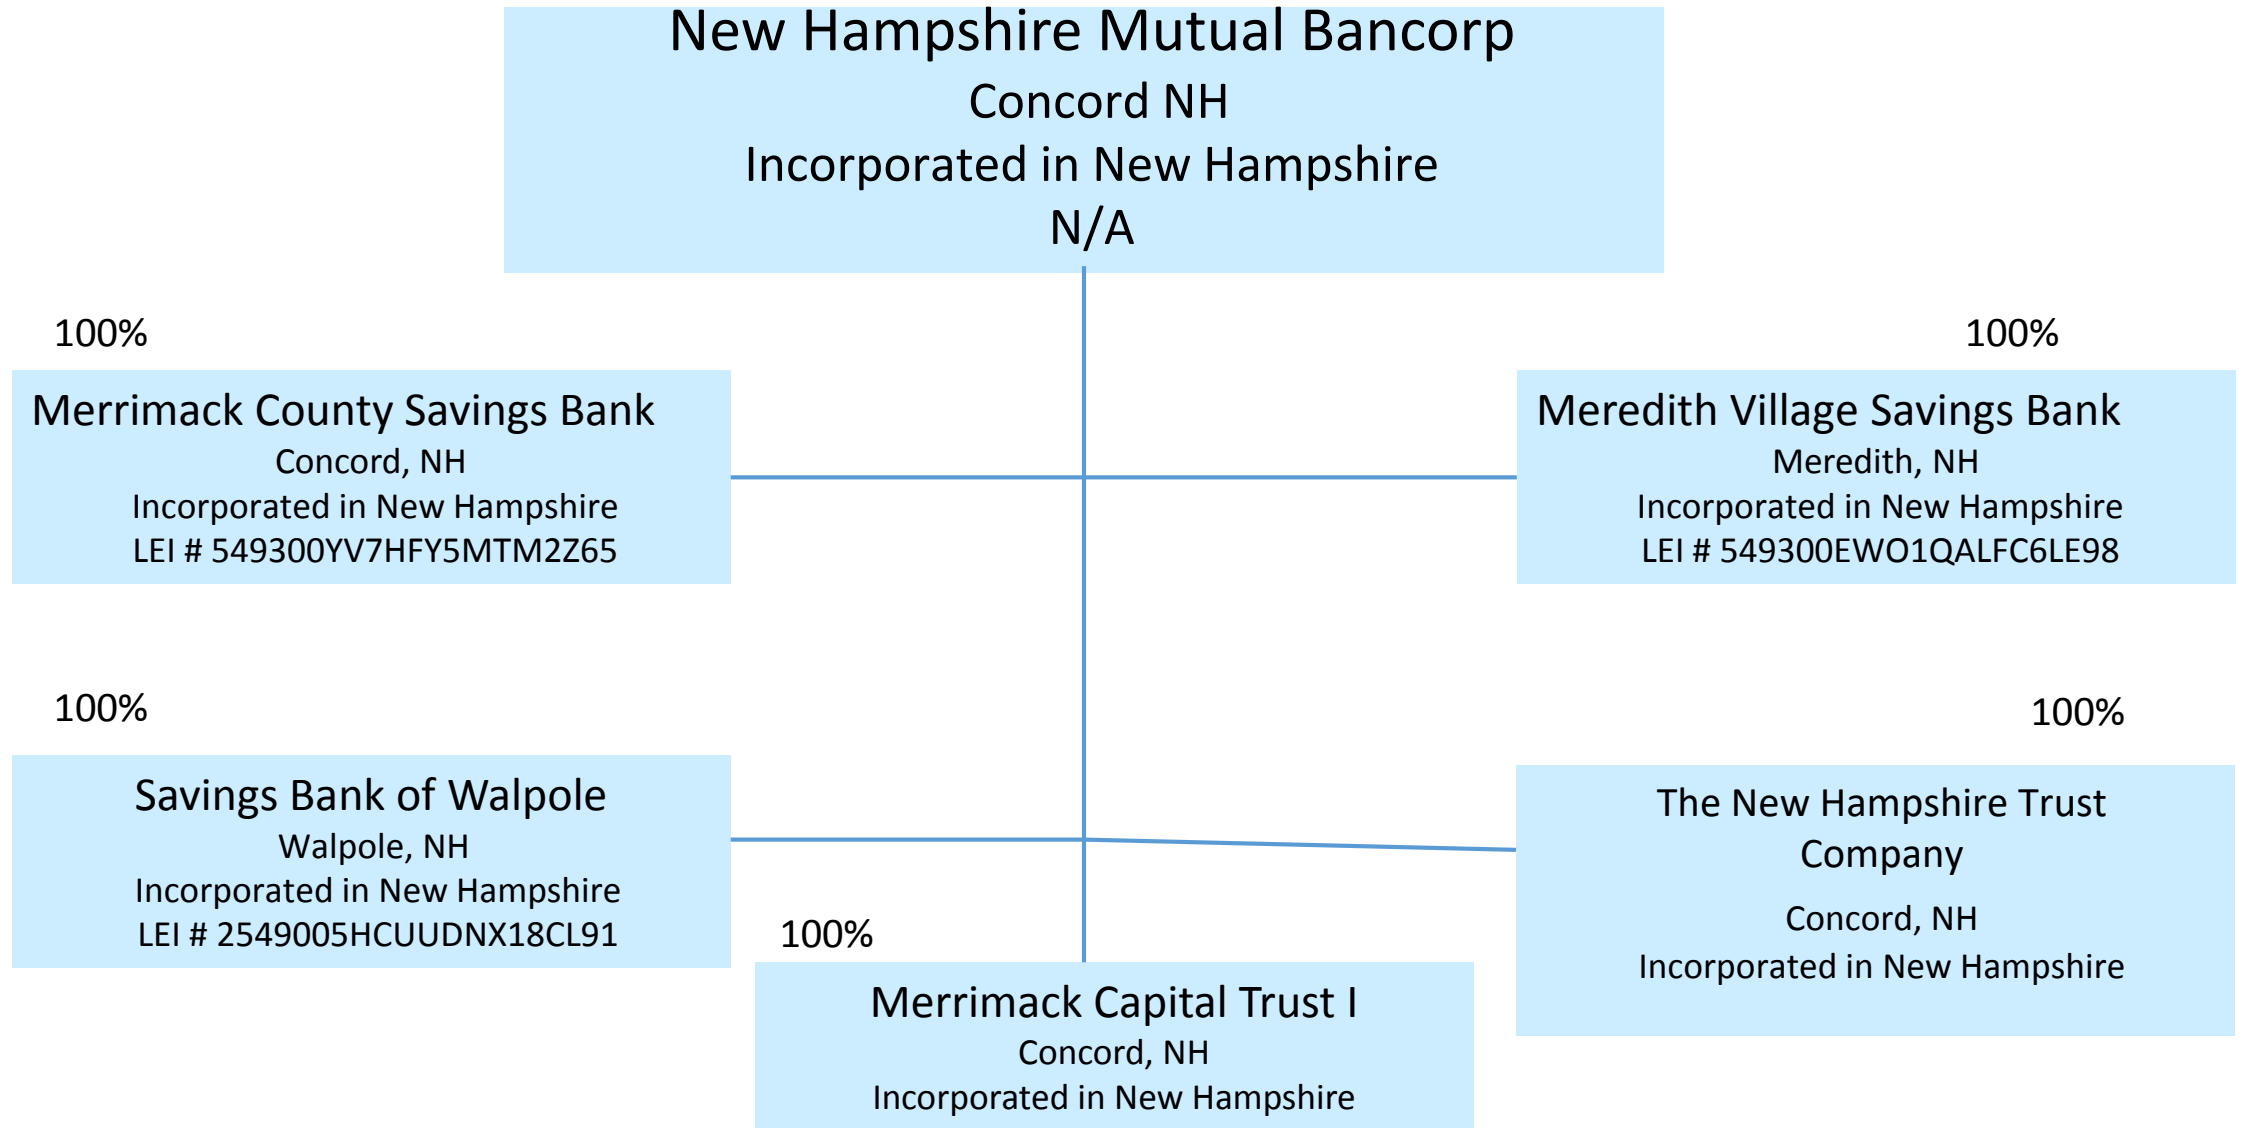 New Hampshire Mutual Bancorp
Concord NH
Incorporated in New Hampshire
N/A
100%
Merrimack County Savings Bank
Concord, NH
Incorporated in New Hampshire
LEI # 549300YV7HFY5MTM2Z65
100%
Meredith Village Savings Bank
Meredith, NH
Incorporated in New Hampshire
LEI # 549300EWO1QALFC6LE98
100%
Savings Bank of Walpole
Walpole, NH
Incorporated in New Hampshire
LEI # 2549005HCUUDNX18CL91
100%
The New Hampshire Trust
Company
Concord, NH
Incorporated in New Hampshire
100%
Merrimack Capital Trust I
Concord, NH
Incorporated in New Hampshire